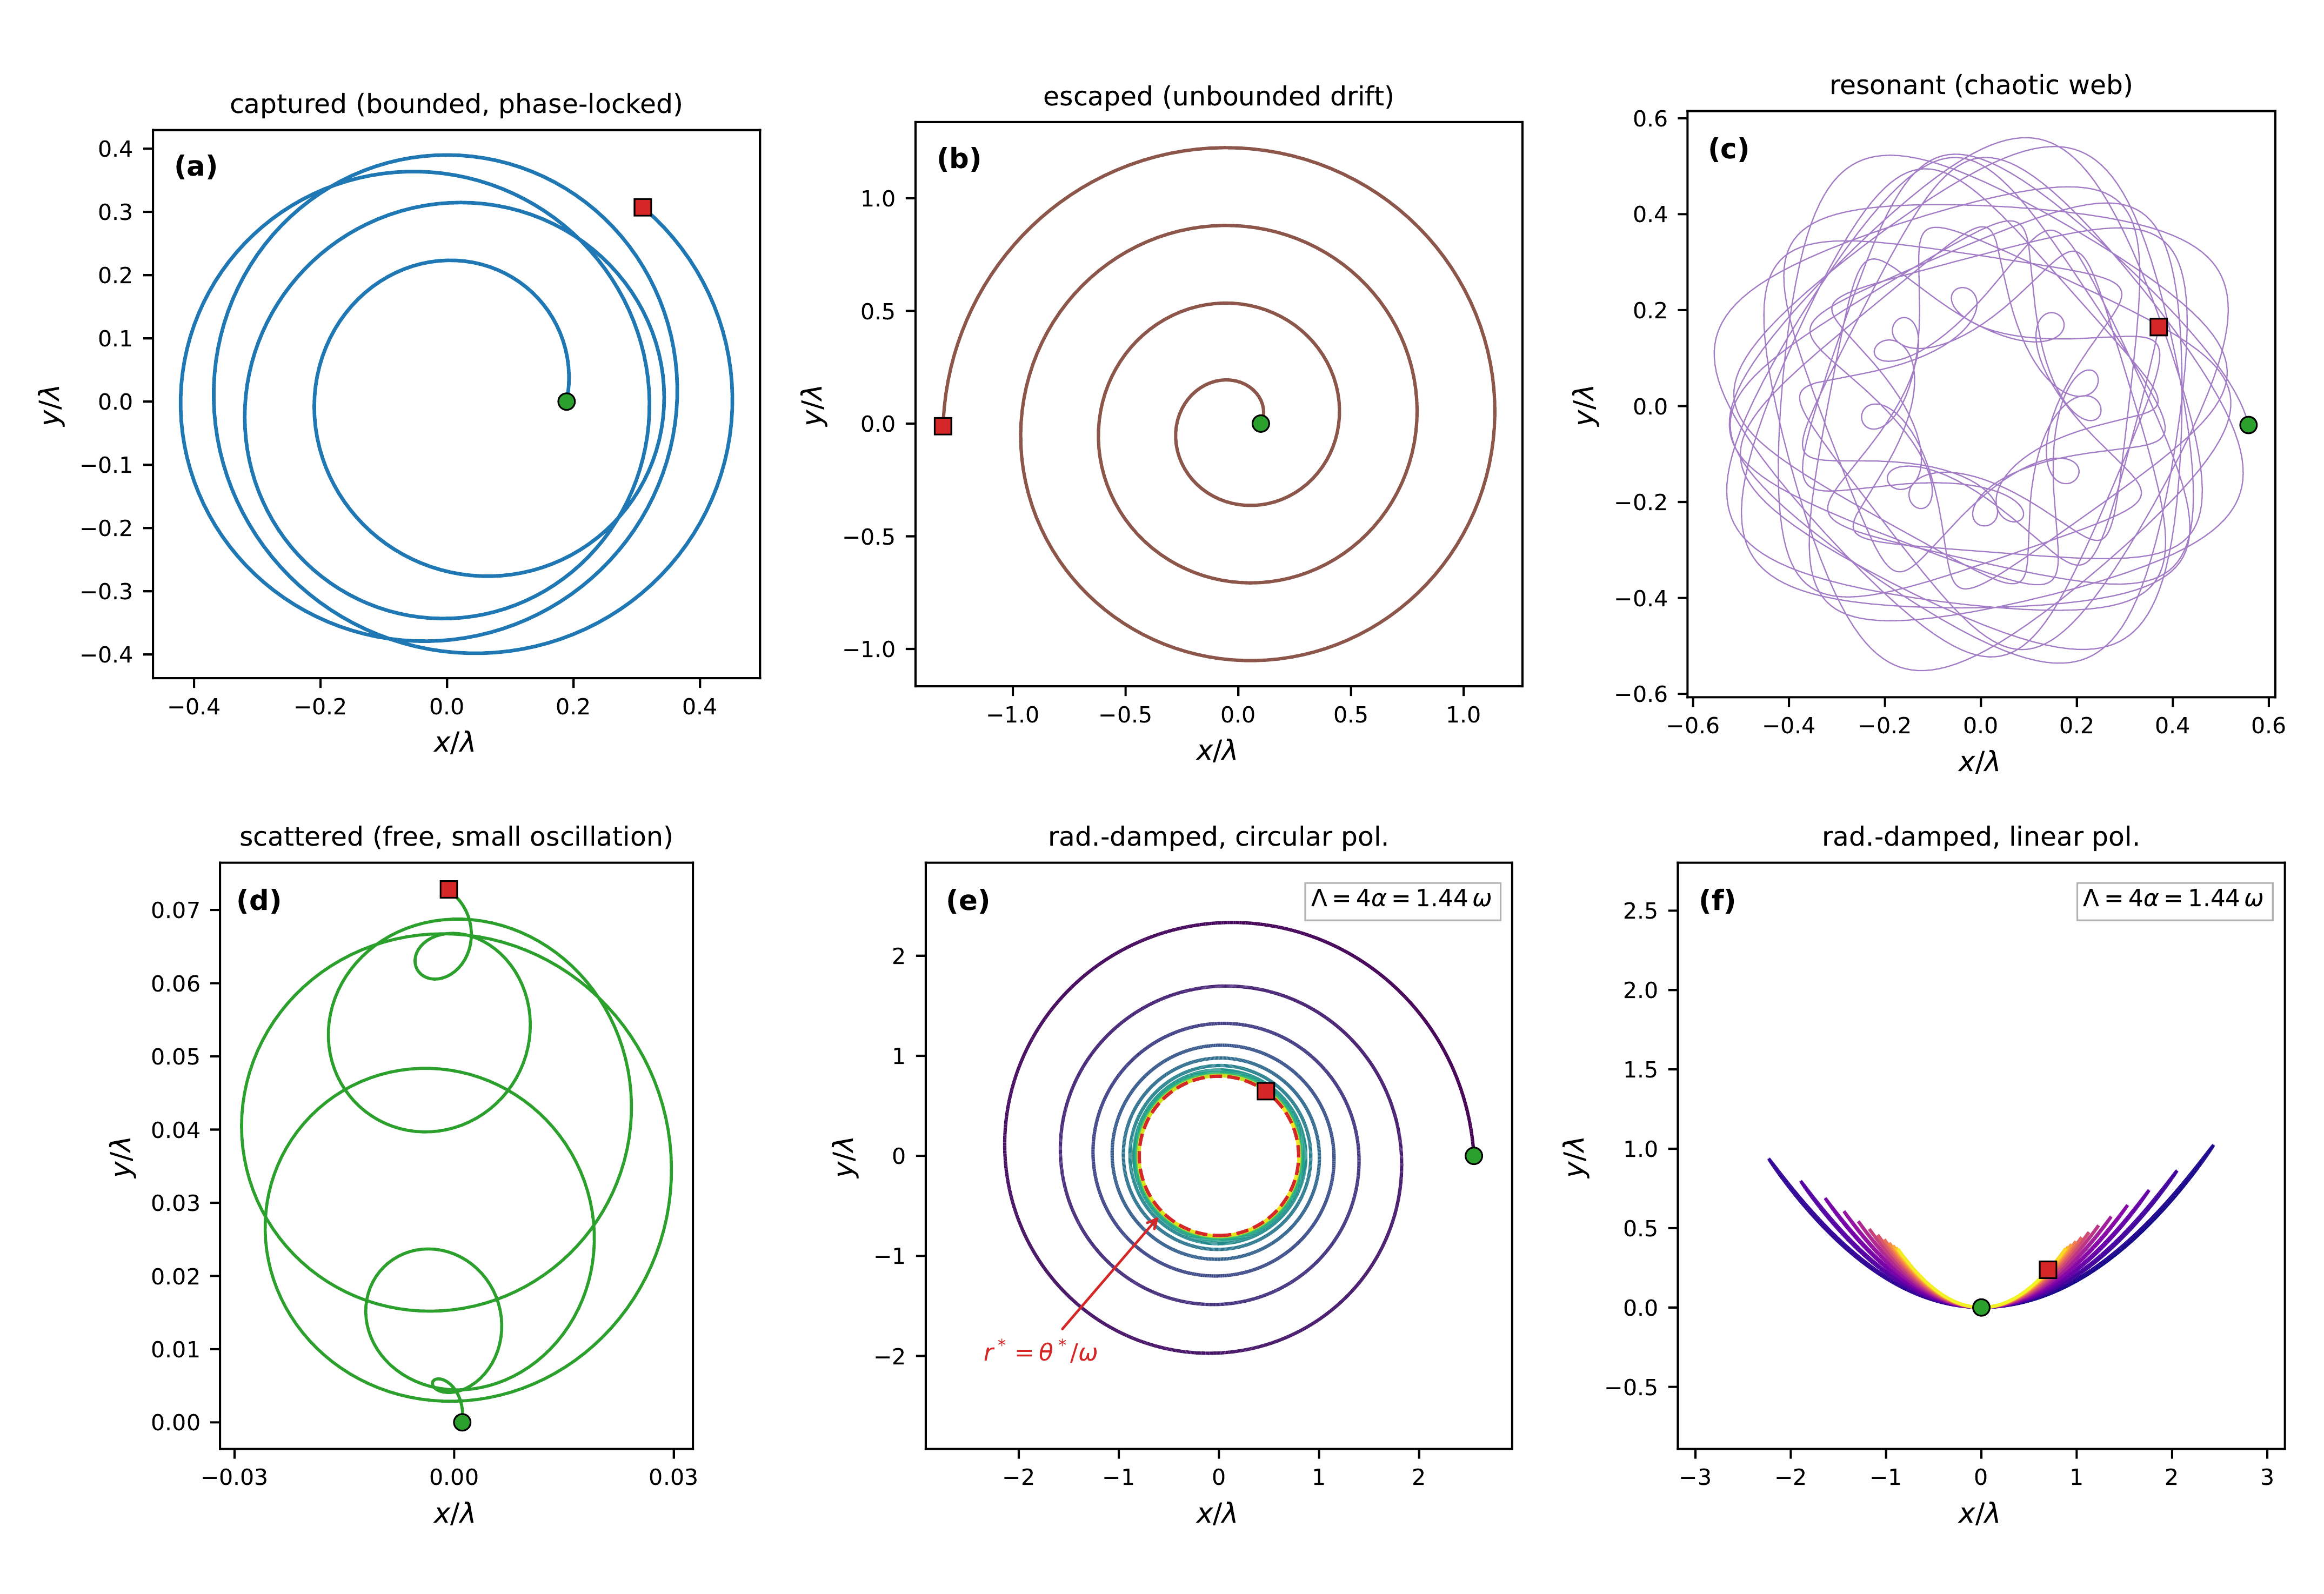 captured (bounded, phase-locked)
(a)
0.4
0.3
0.2
0.1
0.0
−0.1
−0.2
−0.3
−0.4
y/λ
−0.4 −0.2 0.0 0.2 0.4
x/λ
escaped (unbounded drift)
(b)
1.0
0.5
0.0
−0.5
−1.0
y/λ
−1.0 −0.5 0.0 0.5 1.0
x/λ
resonant (chaotic web)
(c)
0.6
0.4
0.2
0.0
−0.2
−0.4
−0.6
y/λ
−0.6 −0.4 −0.2 0.0 0.2 0.4 0.6
x/λ
scattered (free, small oscillation)
(d)
0.07
0.06
0.05
0.04
0.03
0.02
0.01
0.00
y/λ
−0.03 0.00 0.03
x/λ
rad.-damped, circular pol.
(e)
Λ = 4α = 1.44 ω
2
1
0
−1
−2
y/λ
r* = θ*/ω
−2 −1 0 1 2
x/λ
rad.-damped, linear pol.
(f)
Λ = 4α = 1.44 ω
2.5
2.0
1.5
1.0
0.5
0.0
−0.5
y/λ
−3 −2 −1 0 1 2 3
x/λ